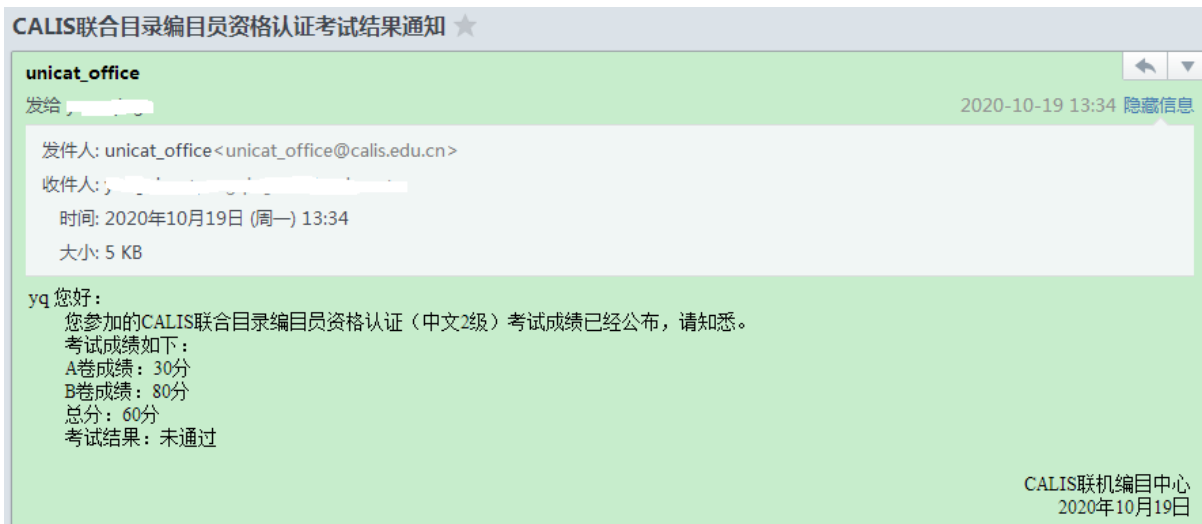 CALIS联合目录编目员资格认证考试结果通知
unicat_office
发给
2020-10-19 13:34 隐藏信息
发件人: unicat_office<unicat_office@calis.edu.cn>
收件人:
时间: 2020年10月19日 (周一) 13:34
大小: 5 KB
yq 您好：
您参加的CALIS联合目录编目员资格认证（中文2级）考试成绩已经公布，请知悉。
考试成绩如下：
A卷成绩：30分
B卷成绩：80分
总分：60分
考试结果：未通过
CALIS联机编目中心
2020年10月19日